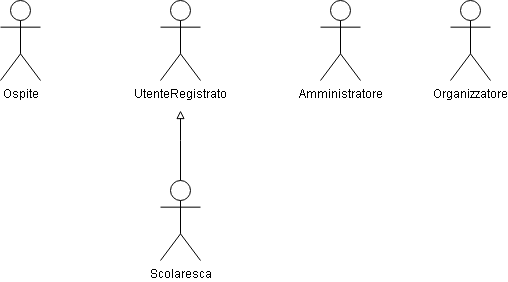 Ospite
UtenteRegistrato
Amministratore
Organizzatore
Scolaresca